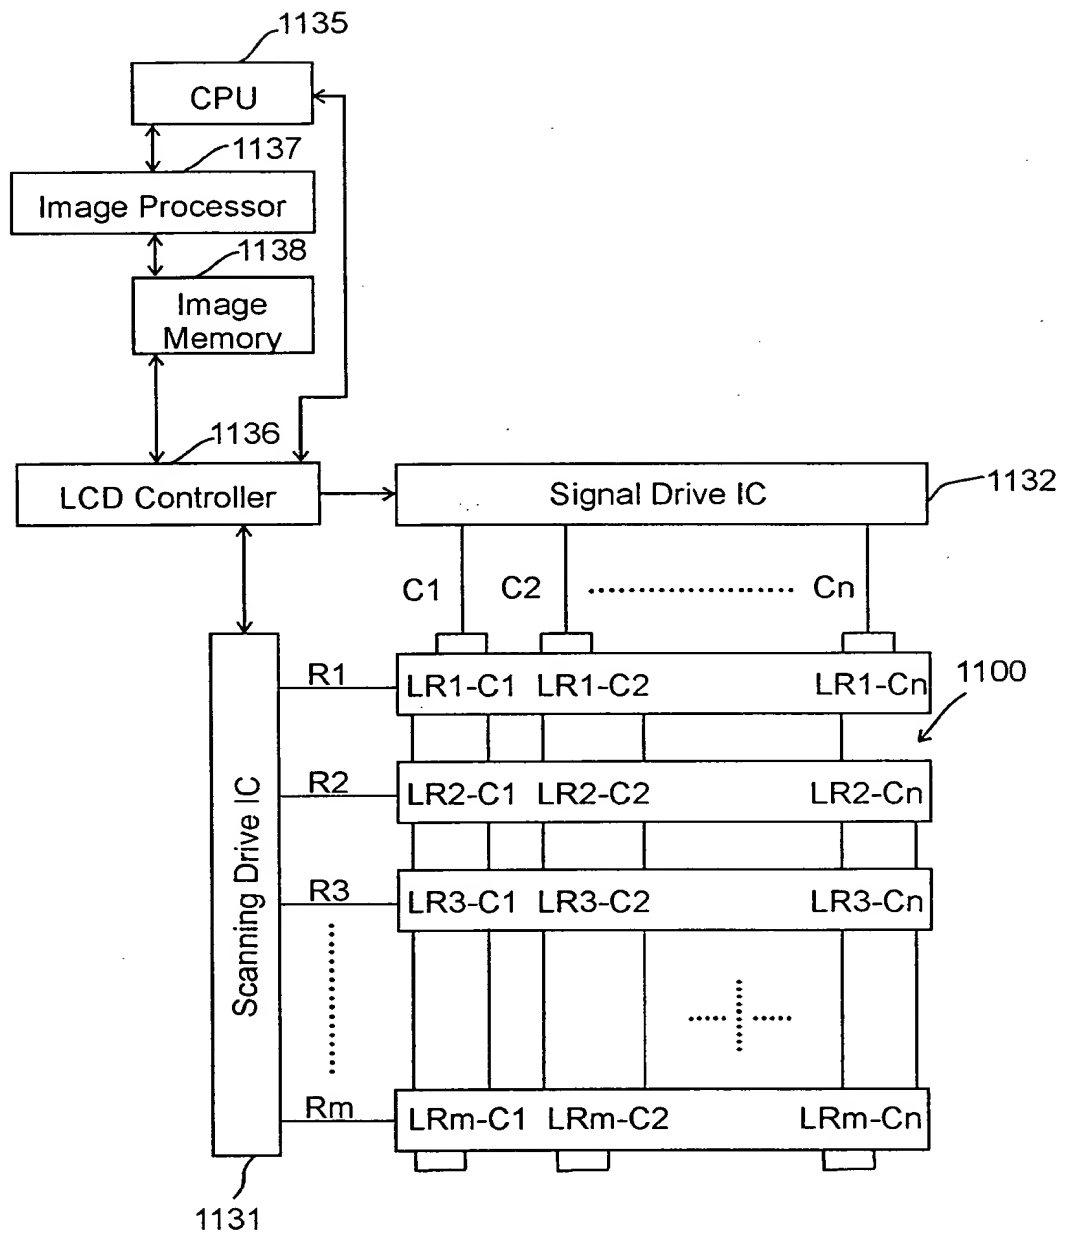 1135
CPU
1137
Image Processor
1138
Image
Memory
1136
LCD Controller
Signal Drive IC
1132
C1 C2 Cn
R1
LR1-C1 LR1-C2 LR1-Cn
1100
R2
LR2-C1 LR2-C2 LR2-Cn
Scanning Drive IC
R3
LR3-C1 LR3-C2 LR3-Cn
Rm
LRm-C1 LRm-C2 LRm-Cn
1131